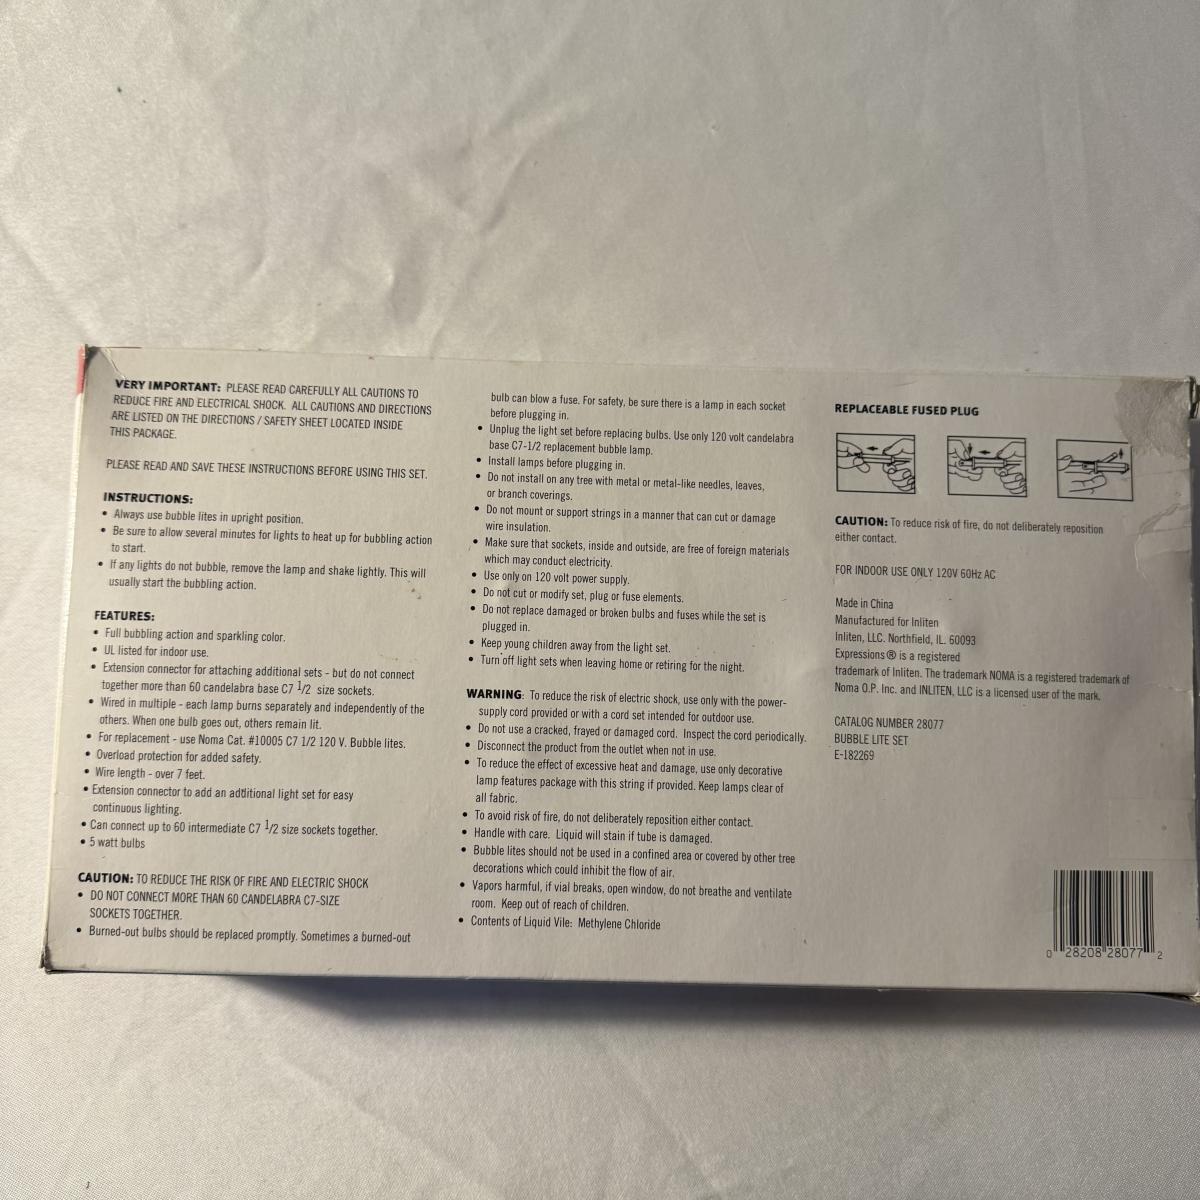 VERY IMPORTANT: PLEASE READ CAREFULLY ALL CAUTIONS TO
REDUCE FIRE AND ELECTRICAL SHOCK. ALL CAUTIONS AND DIRECTIONS
ARE LISTED ON THE DIRECTIONS / SAFETY SHEET LOCATED INSIDE
THIS PACKAGE.
PLEASE READ AND SAVE THESE INSTRUCTIONS BEFORE USING THIS SET.
INSTRUCTIONS:
• Always use bubble lites in upright position.
• Be sure to allow several minutes for lights to heat up for bubbling action
to start.
• If any lights do not bubble, remove the lamp and shake lightly. This will
usually start the bubbling action.
FEATURES:
• Full bubbling action and sparkling color.
• UL listed for indoor use.
• Extension connector for attaching additional sets - but do not connect
together more than 60 candelabra base C7 1/2 size sockets.
• Wired in multiple - each lamp burns separately and independently of the
others. When one bulb goes out, others remain lit.
• For replacement - use Noma Cat. #10005 C7 1/2 120 V. Bubble lites.
• Overload protection for added safety.
• Wire length - over 7 feet.
• Extension connector to add an additional light set for easy
continuous lighting.
• Can connect up to 60 intermediate C7 1/2 size sockets together.
• 5 watt bulbs
CAUTION: TO REDUCE THE RISK OF FIRE AND ELECTRIC SHOCK
• DO NOT CONNECT MORE THAN 60 CANDELABRA C7-SIZE
SOCKETS TOGETHER.
• Burned-out bulbs should be replaced promptly. Sometimes a burned-out
bulb can blow a fuse. For safety, be sure there is a lamp in each socket
before plugging in.
• Unplug the light set before replacing bulbs. Use only 120 volt candelabra
base C7-1/2 replacement bubble lamp.
• Install lamps before plugging in.
• Do not install on any tree with metal or metal-like needles, leaves,
or branch coverings.
• Do not mount or support strings in a manner that can cut or damage
wire insulation.
• Make sure that sockets, inside and outside, are free of foreign materials
which may conduct electricity.
• Use only on 120 volt power supply.
• Do not cut or modify set, plug or fuse elements.
• Do not replace damaged or broken bulbs and fuses while the set is
plugged in.
• Keep young children away from the light set.
• Turn off light sets when leaving home or retiring for the night.
WARNING: To reduce the risk of electric shock, use only with the power-
supply cord provided or with a cord set intended for outdoor use.
• Do not use a cracked, frayed or damaged cord. Inspect the cord periodically.
• Disconnect the product from the outlet when not in use.
• To reduce the effect of excessive heat and damage, use only decorative
lamp features package with this string if provided. Keep lamps clear of
all fabric.
• To avoid risk of fire, do not deliberately reposition either contact.
• Handle with care. Liquid will stain if tube is damaged.
• Bubble lites should not be used in a confined area or covered by other tree
decorations which could inhibit the flow of air.
• Vapors harmful, if vial breaks, open window, do not breathe and ventilate
room. Keep out of reach of children.
• Contents of Liquid Vile: Methylene Chloride
REPLACEABLE FUSED PLUG
CAUTION: To reduce risk of fire, do not deliberately reposition
either contact.
FOR INDOOR USE ONLY 120V 60Hz AC
Made in China
Manufactured for Inliten
Inliten, LLC. Northfield, IL. 60093
Expressions® is a registered
trademark of Inliten. The trademark NOMA is a registered trademark of
Noma O.P. Inc. and INLITEN, LLC is a licensed user of the mark.
CATALOG NUMBER 28077
BUBBLE LITE SET
E-182269
0 28208 28077 2